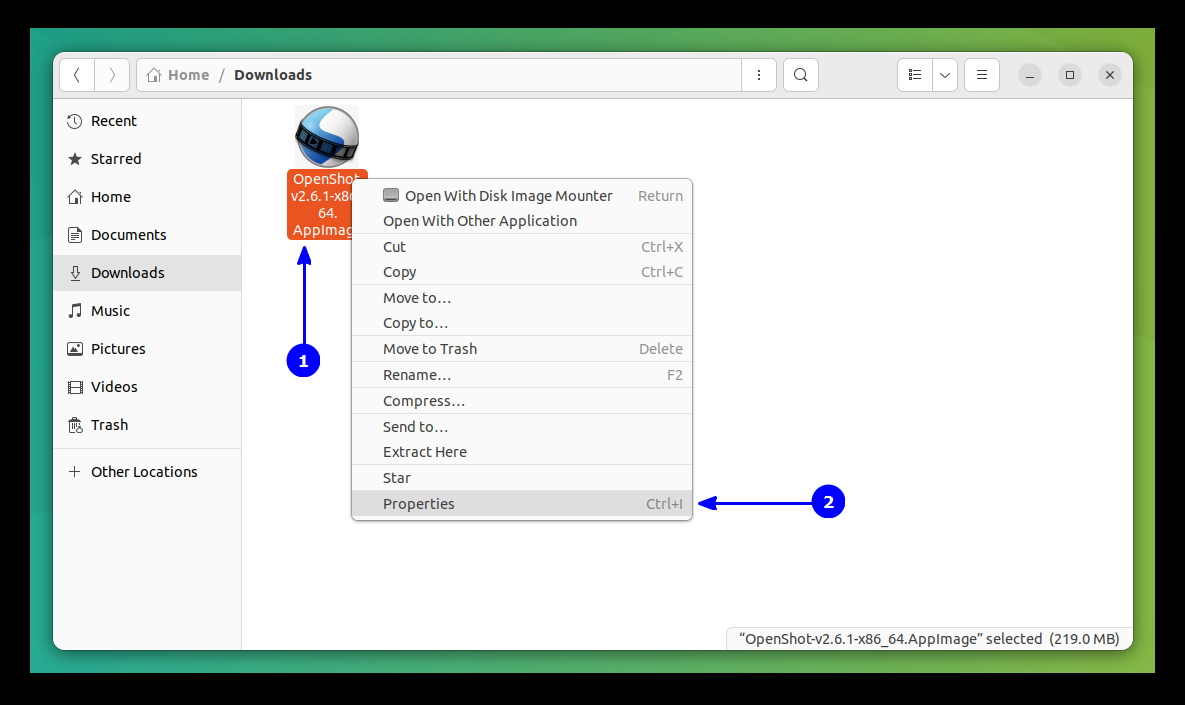 Home / Downloads
Recent
Starred
Home
Documents
Downloads
Music
Pictures
Videos
Trash
Other Locations
OpenShot
v2.6.1-x86
64.
AppImag
Open With Disk Image Mounter Return
Open With Other Application
Cut Ctrl+X
Copy Ctrl+C
Move to…
Copy to…
Move to Trash Delete
Rename… F2
Compress…
Send to…
Extract Here
Star
Properties Ctrl+I
1
2
“OpenShot-v2.6.1-x86_64.AppImage” selected (219.0 MB)